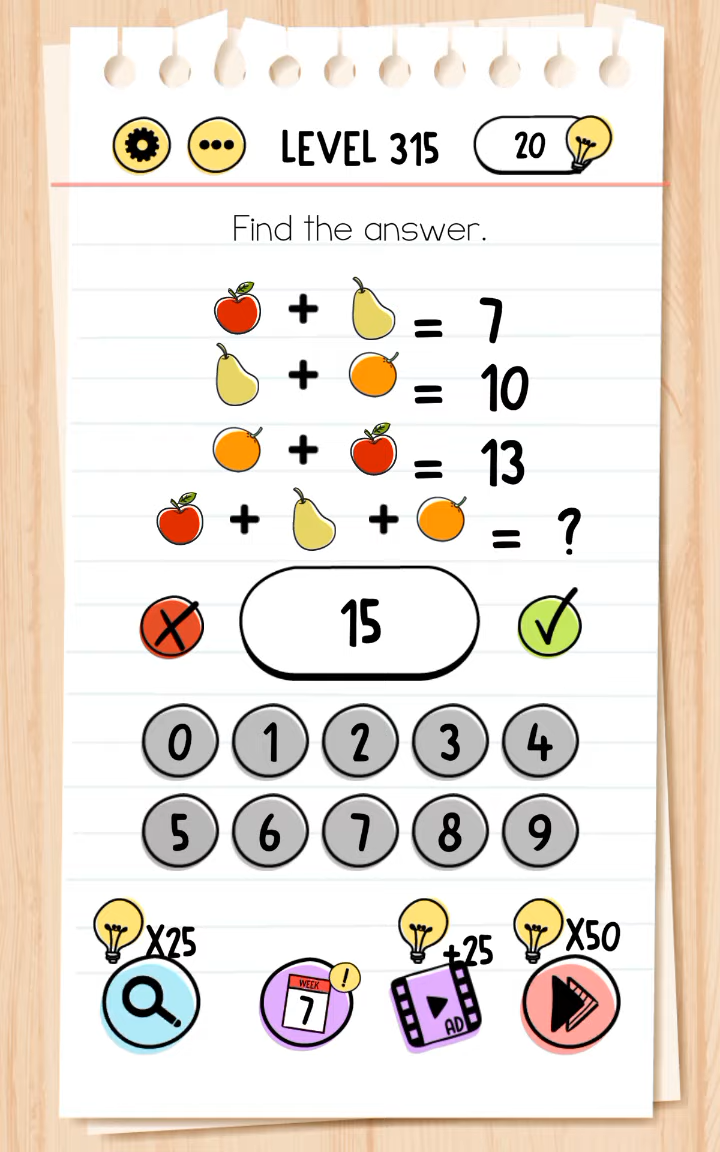 LEVEL 315 20
Find the answer.
+ = 7
+ = 10
+ = 13
+ + = ?
15
0 1 2 3 4
5 6 7 8 9
X25 +25 X50
WEEK !
7
AD